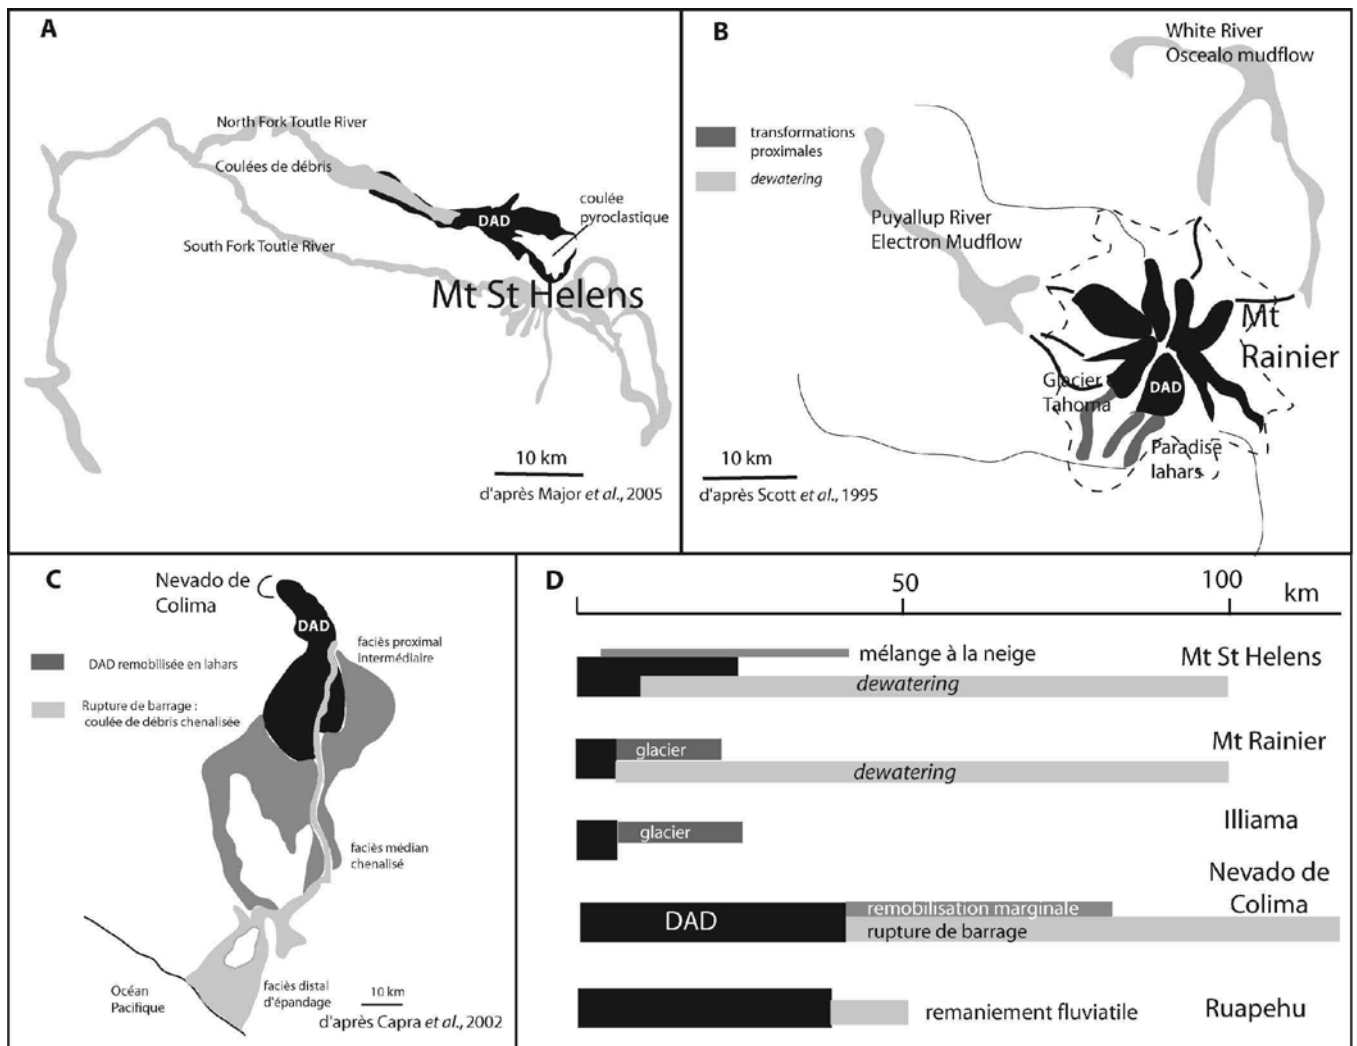 A
North Fork Toutle River
Coulées de débris
DAD
coulée
pyroclastique
South Fork Toutle River
Mt St Helens
10 km
d'après Major et al., 2005
B
White River
Oscealo mudflow
transformations
proximales
dewatering
Puyallup River
Electron Mudflow
Mt
Rainier
Glacier
Tahoma
DAD
Paradise
lahars
10 km
d'après Scott et al., 1995
C
Nevado de
Colima
DAD
faciès proximal
intermédiaire
DAD remobilisée en lahars
Rupture de barrage :
coulée de débris chenalisée
faciès médian
chenalisé
Océan
Pacifique
faciès distal
d'épandage
10 km
d'après Capra et al., 2002
D
50
100
km
mélange à la neige
Mt St Helens
dewatering
Mt Rainier
glacier
dewatering
Illiama
glacier
Nevado de
Colima
DAD
remobilisation marginale
rupture de barrage
remaniement fluviatile
Ruapehu